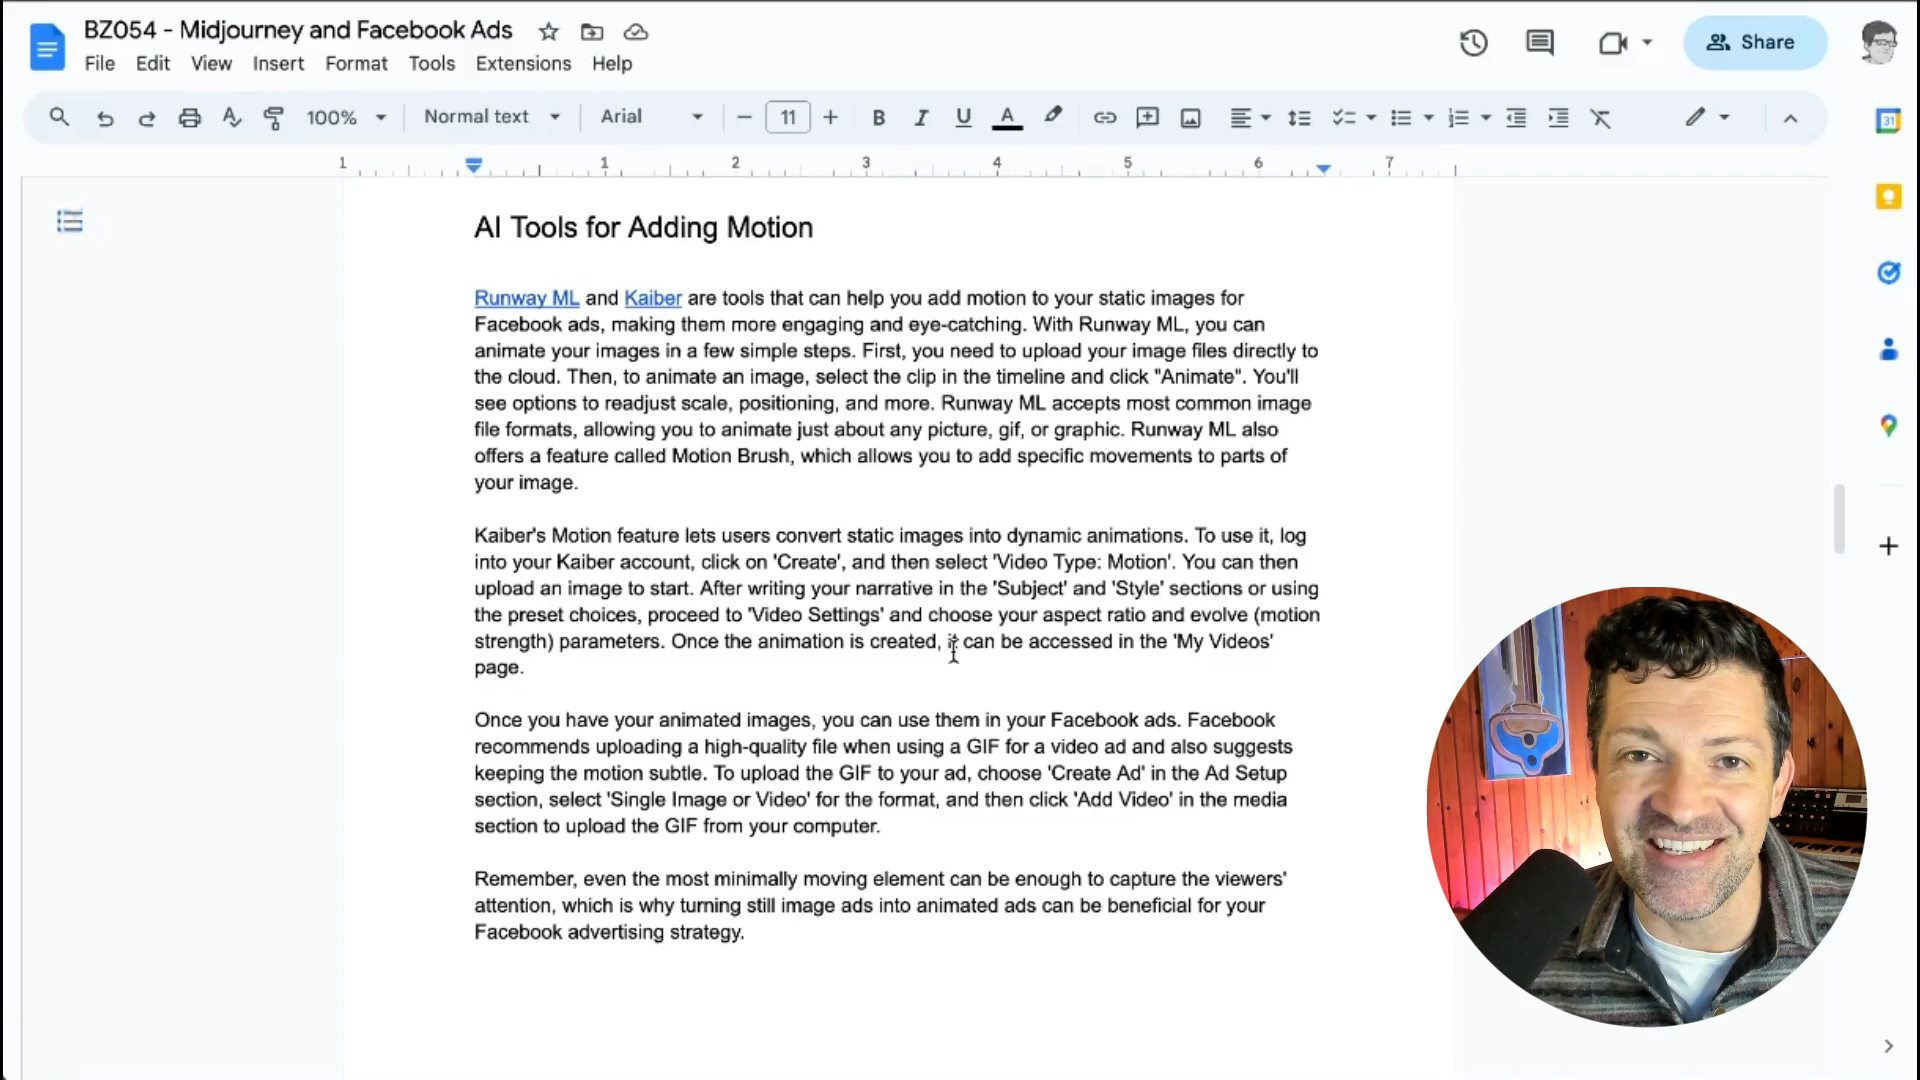 BZ054 - Midjourney and Facebook Ads
File Edit View Insert Format Tools Extensions Help
Share
100% Normal text Arial 11
1 1 2 3 4 5 6 7
31
AI Tools for Adding Motion
Runway ML and Kaiber are tools that can help you add motion to your static images for
Facebook ads, making them more engaging and eye-catching. With Runway ML, you can
animate your images in a few simple steps. First, you need to upload your image files directly to
the cloud. Then, to animate an image, select the clip in the timeline and click "Animate". You'll
see options to readjust scale, positioning, and more. Runway ML accepts most common image
file formats, allowing you to animate just about any picture, gif, or graphic. Runway ML also
offers a feature called Motion Brush, which allows you to add specific movements to parts of
your image.
Kaiber's Motion feature lets users convert static images into dynamic animations. To use it, log
into your Kaiber account, click on 'Create', and then select 'Video Type: Motion'. You can then
upload an image to start. After writing your narrative in the 'Subject' and 'Style' sections or using
the preset choices, proceed to 'Video Settings' and choose your aspect ratio and evolve (motion
strength) parameters. Once the animation is created, it can be accessed in the 'My Videos'
page.
Once you have your animated images, you can use them in your Facebook ads. Facebook
recommends uploading a high-quality file when using a GIF for a video ad and also suggests
keeping the motion subtle. To upload the GIF to your ad, choose 'Create Ad' in the Ad Setup
section, select 'Single Image or Video' for the format, and then click 'Add Video' in the media
section to upload the GIF from your computer.
Remember, even the most minimally moving element can be enough to capture the viewers'
attention, which is why turning still image ads into animated ads can be beneficial for your
Facebook advertising strategy.